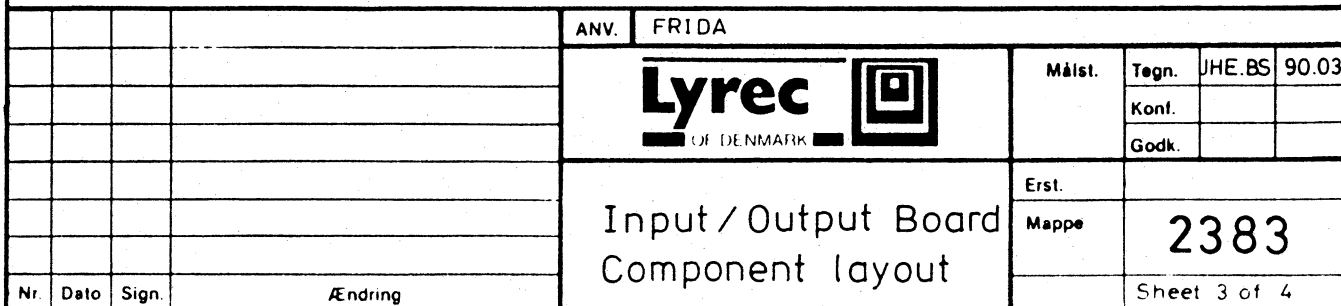 ANV. FRIDA
Lyrec
OF DENMARK
Målst.
Tegn. JHE.BS 90.03
Konf.
Godk.
Input/Output Board
Component layout
Erst.
Mappe 2383
Sheet 3 of 4
Nr. Dato Sign. Ændring